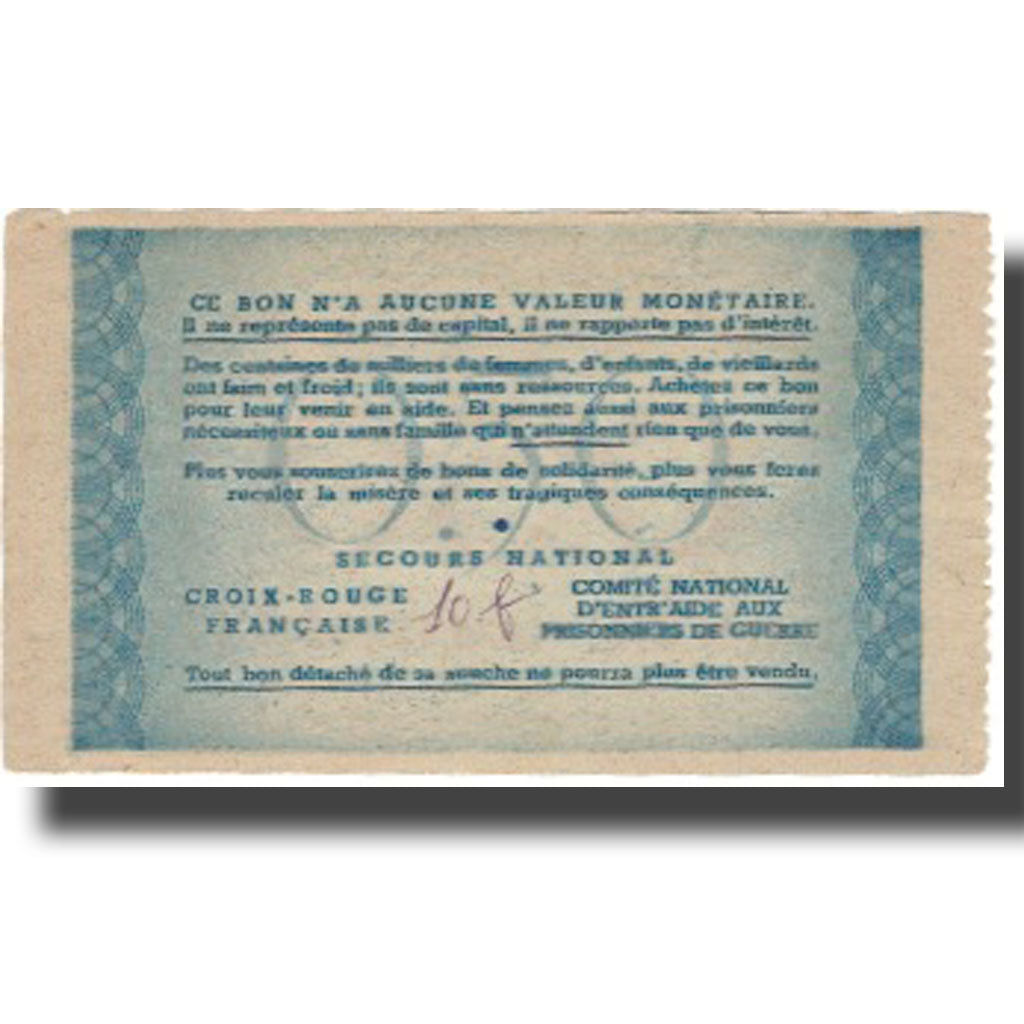 CE BON N'A AUCUNE VALEUR MONÉTAIRE.
Il ne représente pas de capital, il ne rapporte pas d'intérêt.
Des centaines de milliers de femmes, d'enfants, de vieillards
ont faim et froid ; ils sont sans ressources. Achetez ce bon
pour leur venir en aide. Et pensez aussi aux prisonniers
nécessiteux ou sans famille qui n'attendent rien que de vous.
Plus vous souscrirez de bons de solidarité, plus vous ferez
reculer la misère et ses tragiques conséquences.
0,50
SECOURS NATIONAL
CROIX-ROUGE
FRANÇAISE
10 f
COMITÉ NATIONAL
D'ENTR'AIDE AUX
PRISONNIERS DE GUERRE
Tout bon détaché de sa souche ne pourra plus être vendu.